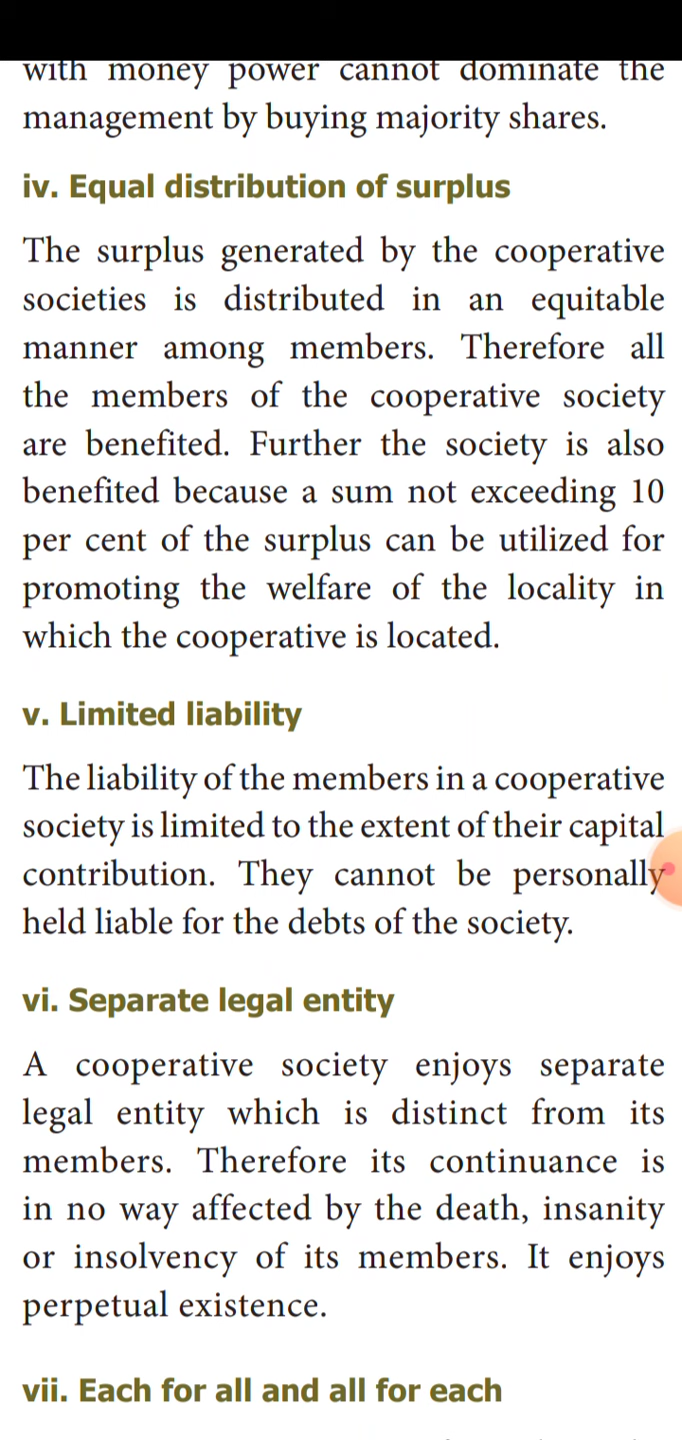 with money power cannot dominate the
management by buying majority shares.
iv. Equal distribution of surplus
The surplus generated by the cooperative
societies is distributed in an equitable
manner among members. Therefore all
the members of the cooperative society
are benefited. Further the society is also
benefited because a sum not exceeding 10
per cent of the surplus can be utilized for
promoting the welfare of the locality in
which the cooperative is located.
v. Limited liability
The liability of the members in a cooperative
society is limited to the extent of their capital
contribution. They cannot be personally
held liable for the debts of the society.
vi. Separate legal entity
A cooperative society enjoys separate
legal entity which is distinct from its
members. Therefore its continuance is
in no way affected by the death, insanity
or insolvency of its members. It enjoys
perpetual existence.
vii. Each for all and all for each